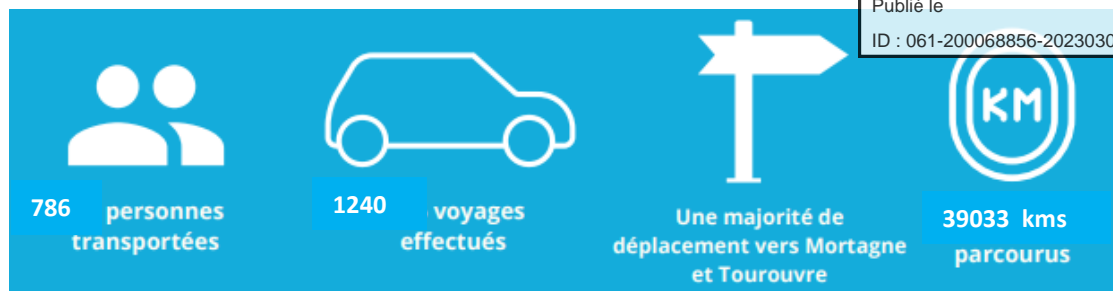 Publié le
ID : 061-200068856-2023030
KM
786 personnes
transportées
1240 voyages
effectués
Une majorité de
déplacement vers Mortagne
et Tourouvre
39033 kms
parcourus